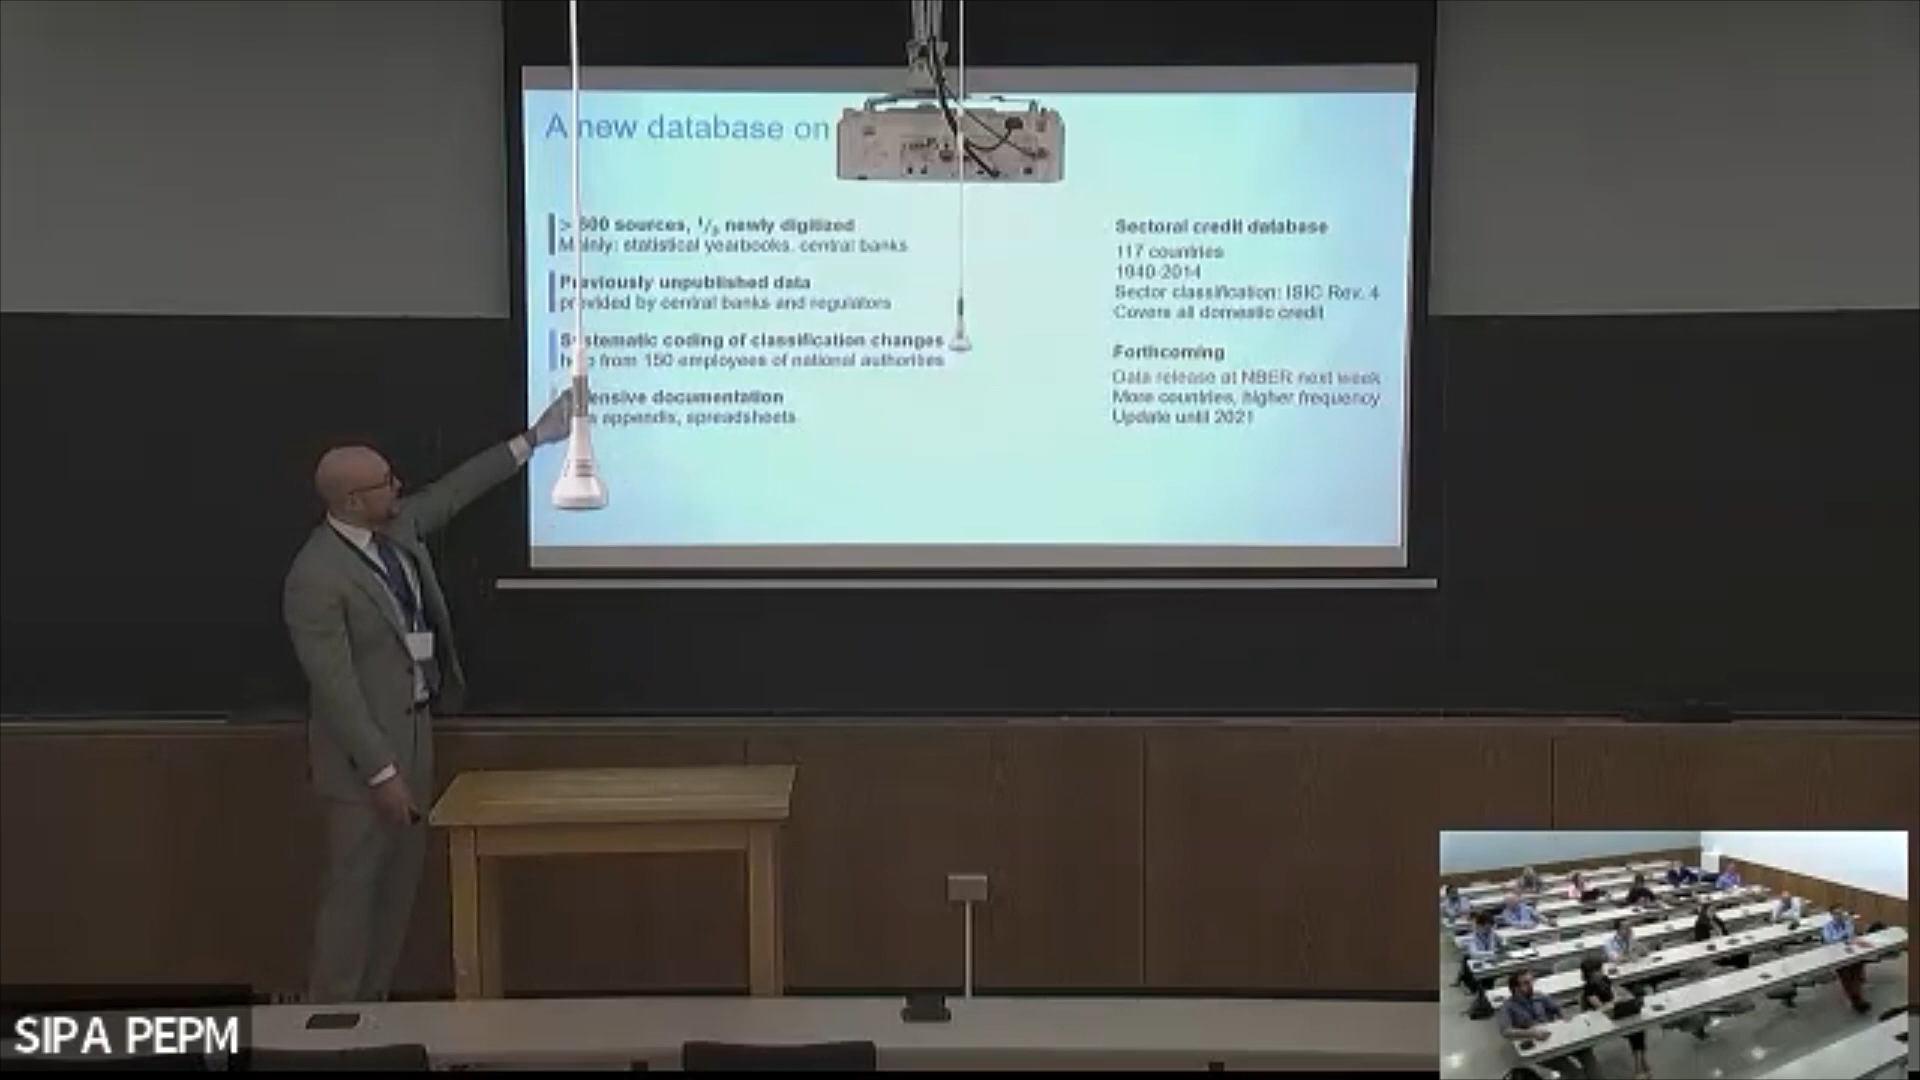 A new database on
> 600 sources, 1/3 newly digitized
Mainly: statistical yearbooks, central banks
Previously unpublished data
provided by central banks and regulators
Systematic coding of classification changes
help from 150 employees of national authorities
Extensive documentation
appendix, spreadsheets
Sectoral credit database
117 countries
1940-2014
Sector classification: ISIC Rev. 4
Covers all domestic credit
Forthcoming
Data release at NBER next week
More countries, higher frequency
Update until 2021
SIPA PEPM